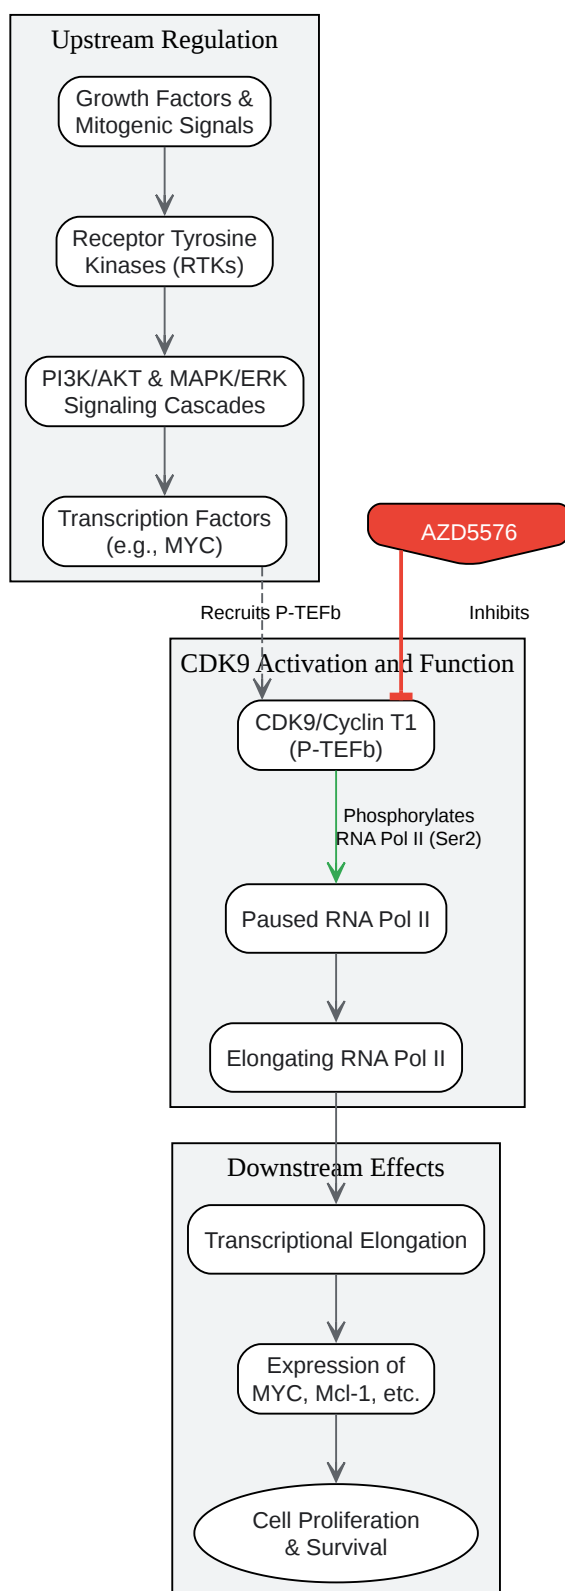 Upstream Regulation
Growth Factors &
Mitogenic Signals
Receptor Tyrosine
Kinases (RTKs)
PI3K/AKT & MAPK/ERK
Signaling Cascades
Transcription Factors
(e.g., MYC)
AZD5576
Recruits P-TEFb
Inhibits
CDK9 Activation and Function
CDK9/Cyclin T1
(P-TEFb)
Phosphorylates
RNA Pol II (Ser2)
Paused RNA Pol II
Elongating RNA Pol II
Downstream Effects
Transcriptional Elongation
Expression of
MYC, Mcl-1, etc.
Cell Proliferation
& Survival